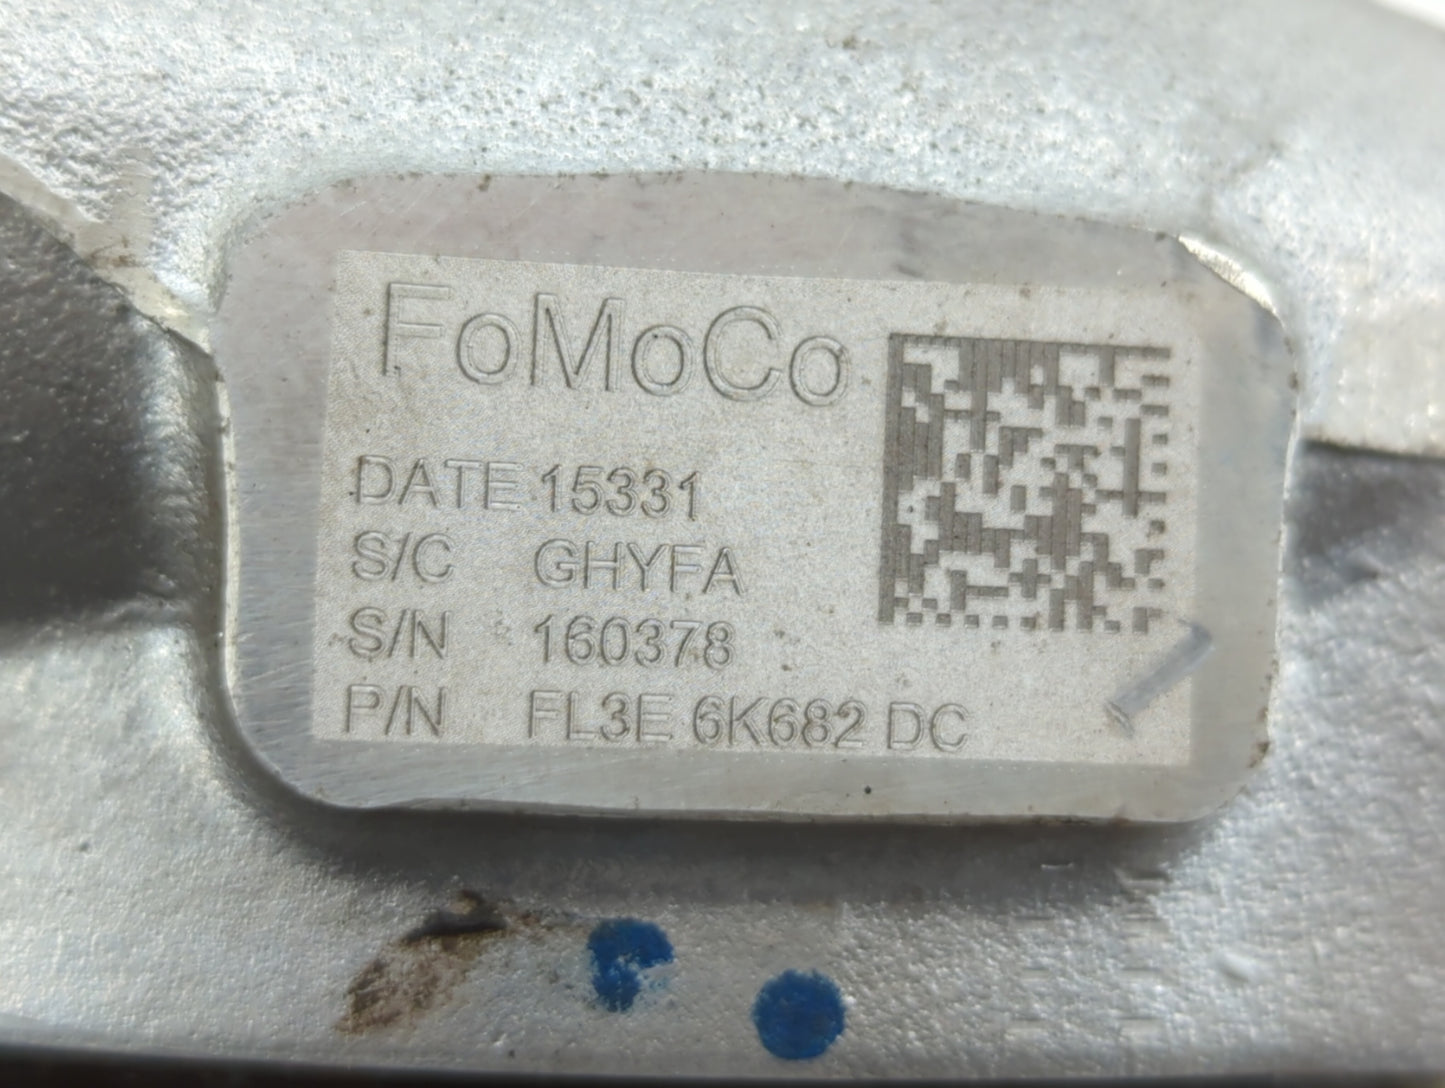 FoMoCo
DATE 15331
S/C GHYFA
S/N 160378
P/N FL3E 6K682 DC